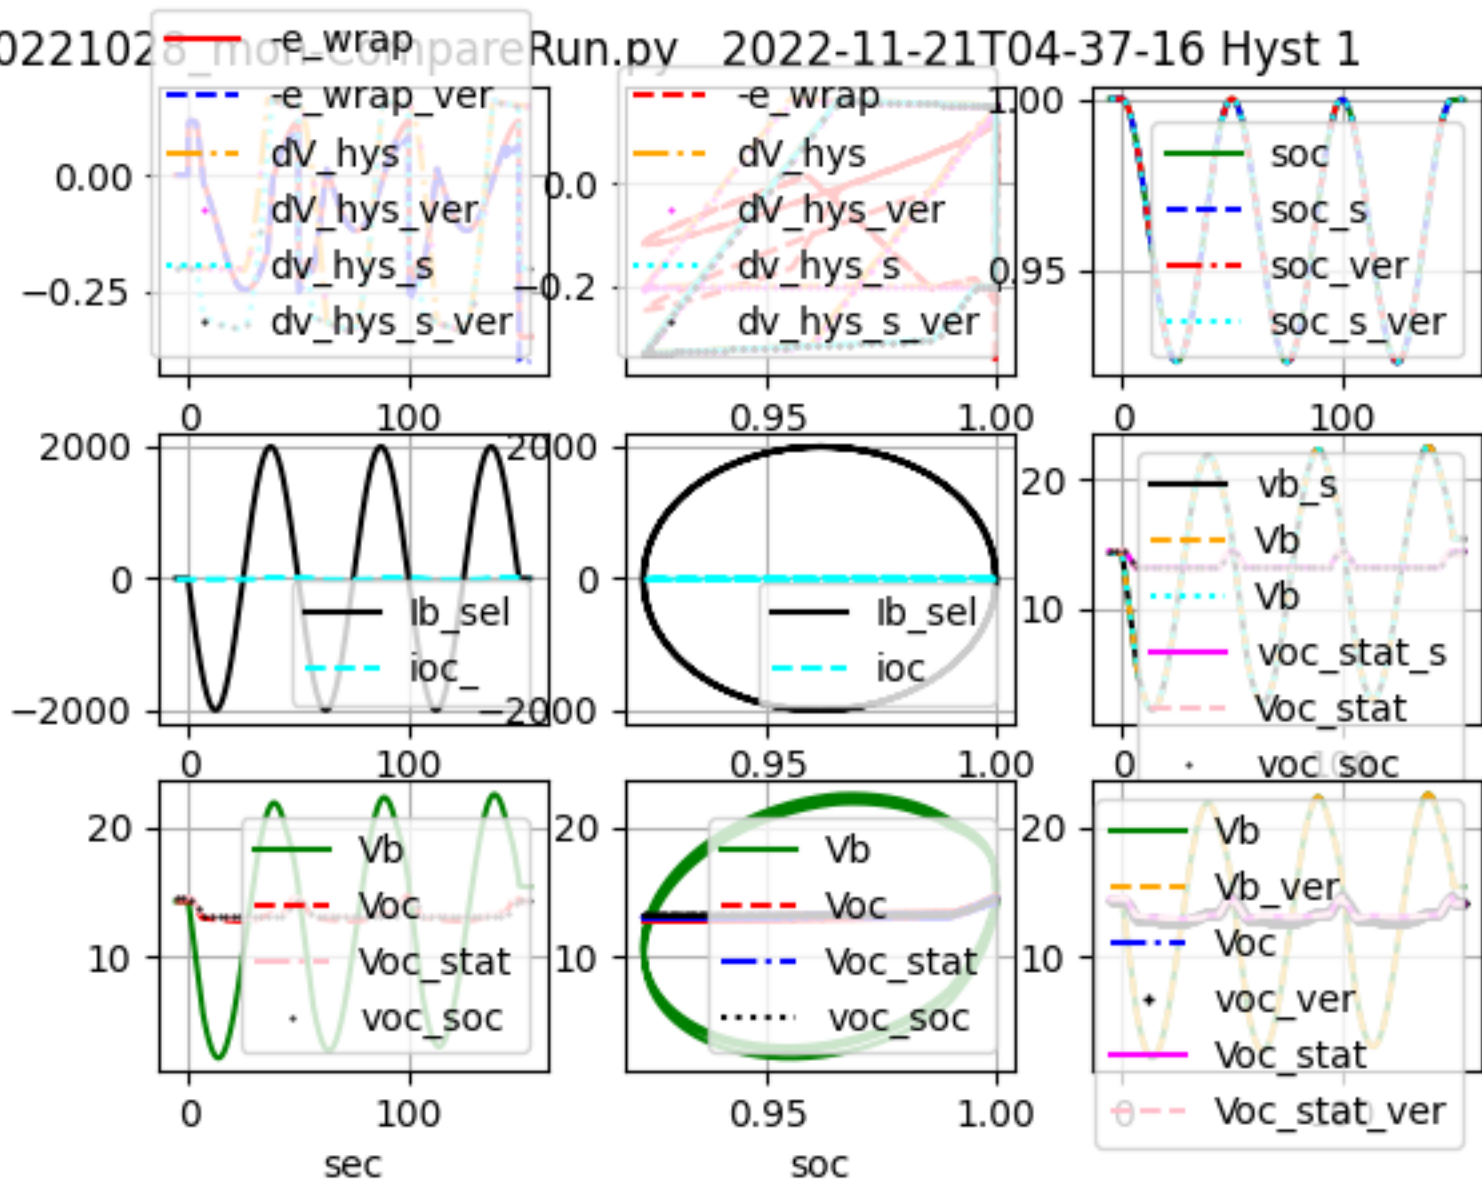 0221028_mon-CompareRun.py 2022-11-21T04-37-16 Hyst 1
-e_wrap
-e_wrap_ver
dV_hys
dV_hys_ver
dv_hys_s
dv_hys_s_ver
0.00
−0.25
0 100
-e_wrap
dV_hys
dV_hys_ver
dv_hys_s
dv_hys_s_ver
0.0
−0.2
0.95 1.00
1.00
0.95
soc
soc_s
soc_ver
soc_s_ver
0 100
2000
0
−2000
Ib_sel
ioc_
0 100
2000
0
−2000
Ib_sel
ioc
0.95 1.00
20
10
vb_s
Vb
Vb
voc_stat_s
Voc_stat
voc_soc
0 100
20
10
Vb
Voc
Voc_stat
voc_soc
0 100
sec
20
10
Vb
Voc
Voc_stat
voc_soc
0.95 1.00
soc
20
10
Vb
Vb_ver
Voc
voc_ver
Voc_stat
Voc_stat_ver
0 100